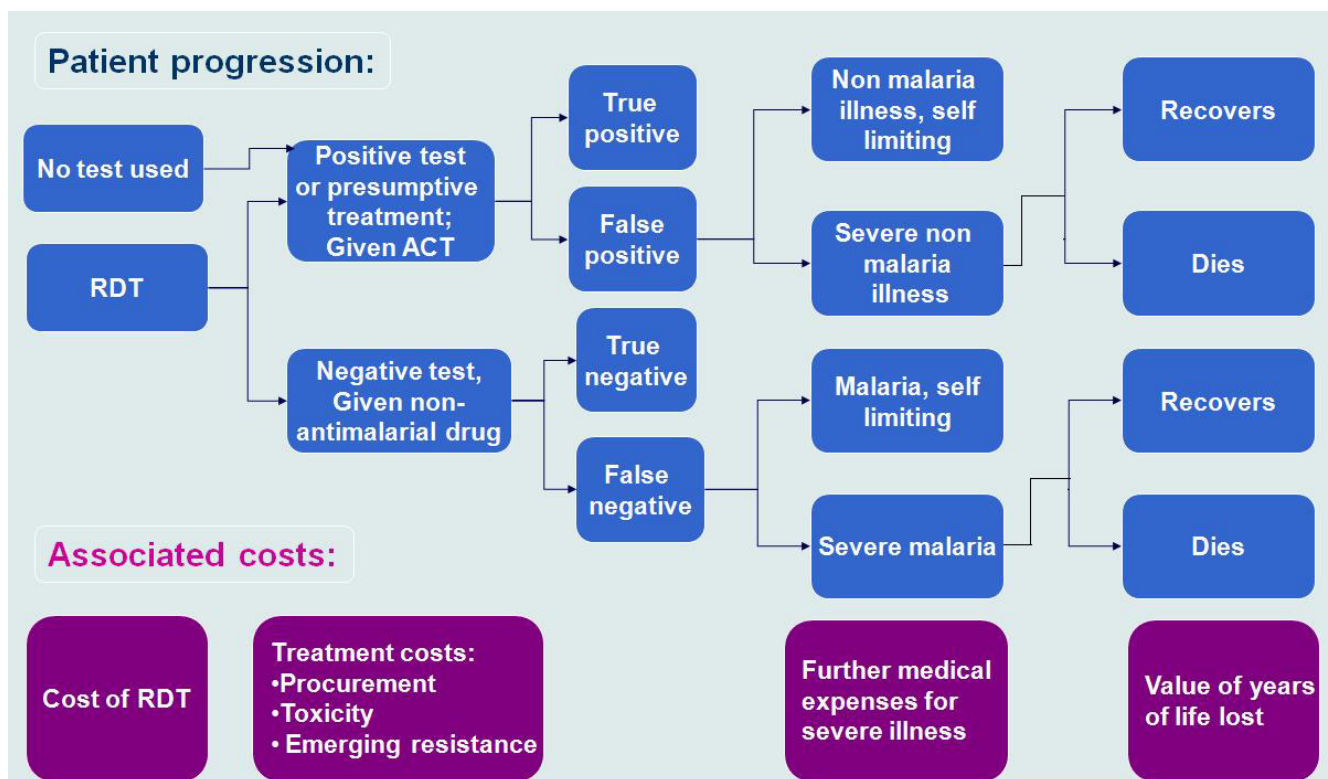 Patient progression:
No test used
RDT
Positive test
or presumptive
treatment;
Given ACT
Negative test,
Given non-
antimalarial drug
True
positive
False
positive
True
negative
False
negative
Non malaria
illness, self
limiting
Severe non
malaria
illness
Malaria, self
limiting
Severe malaria
Recovers
Dies
Recovers
Dies
Associated costs:
Cost of RDT
Treatment costs:
•Procurement
•Toxicity
• Emerging resistance
Further medical
expenses for
severe illness
Value of years
of life lost